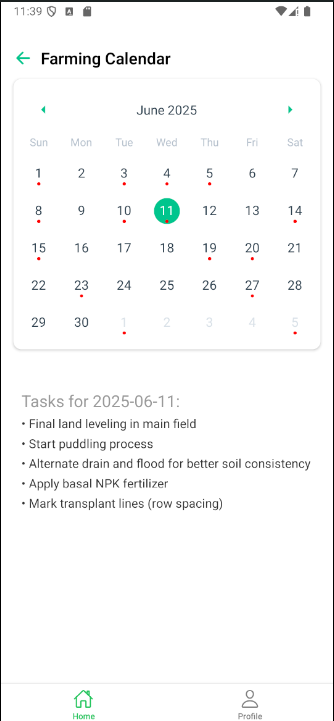 11:39
Farming Calendar
June 2025
Sun Mon Tue Wed Thu Fri Sat
1 2 3 4 5 6 7
8 9 10 11 12 13 14
15 16 17 18 19 20 21
22 23 24 25 26 27 28
29 30 1 2 3 4 5
Tasks for 2025-06-11:
• Final land leveling in main field
• Start puddling process
• Alternate drain and flood for better soil consistency
• Apply basal NPK fertilizer
• Mark transplant lines (row spacing)
Home Profile